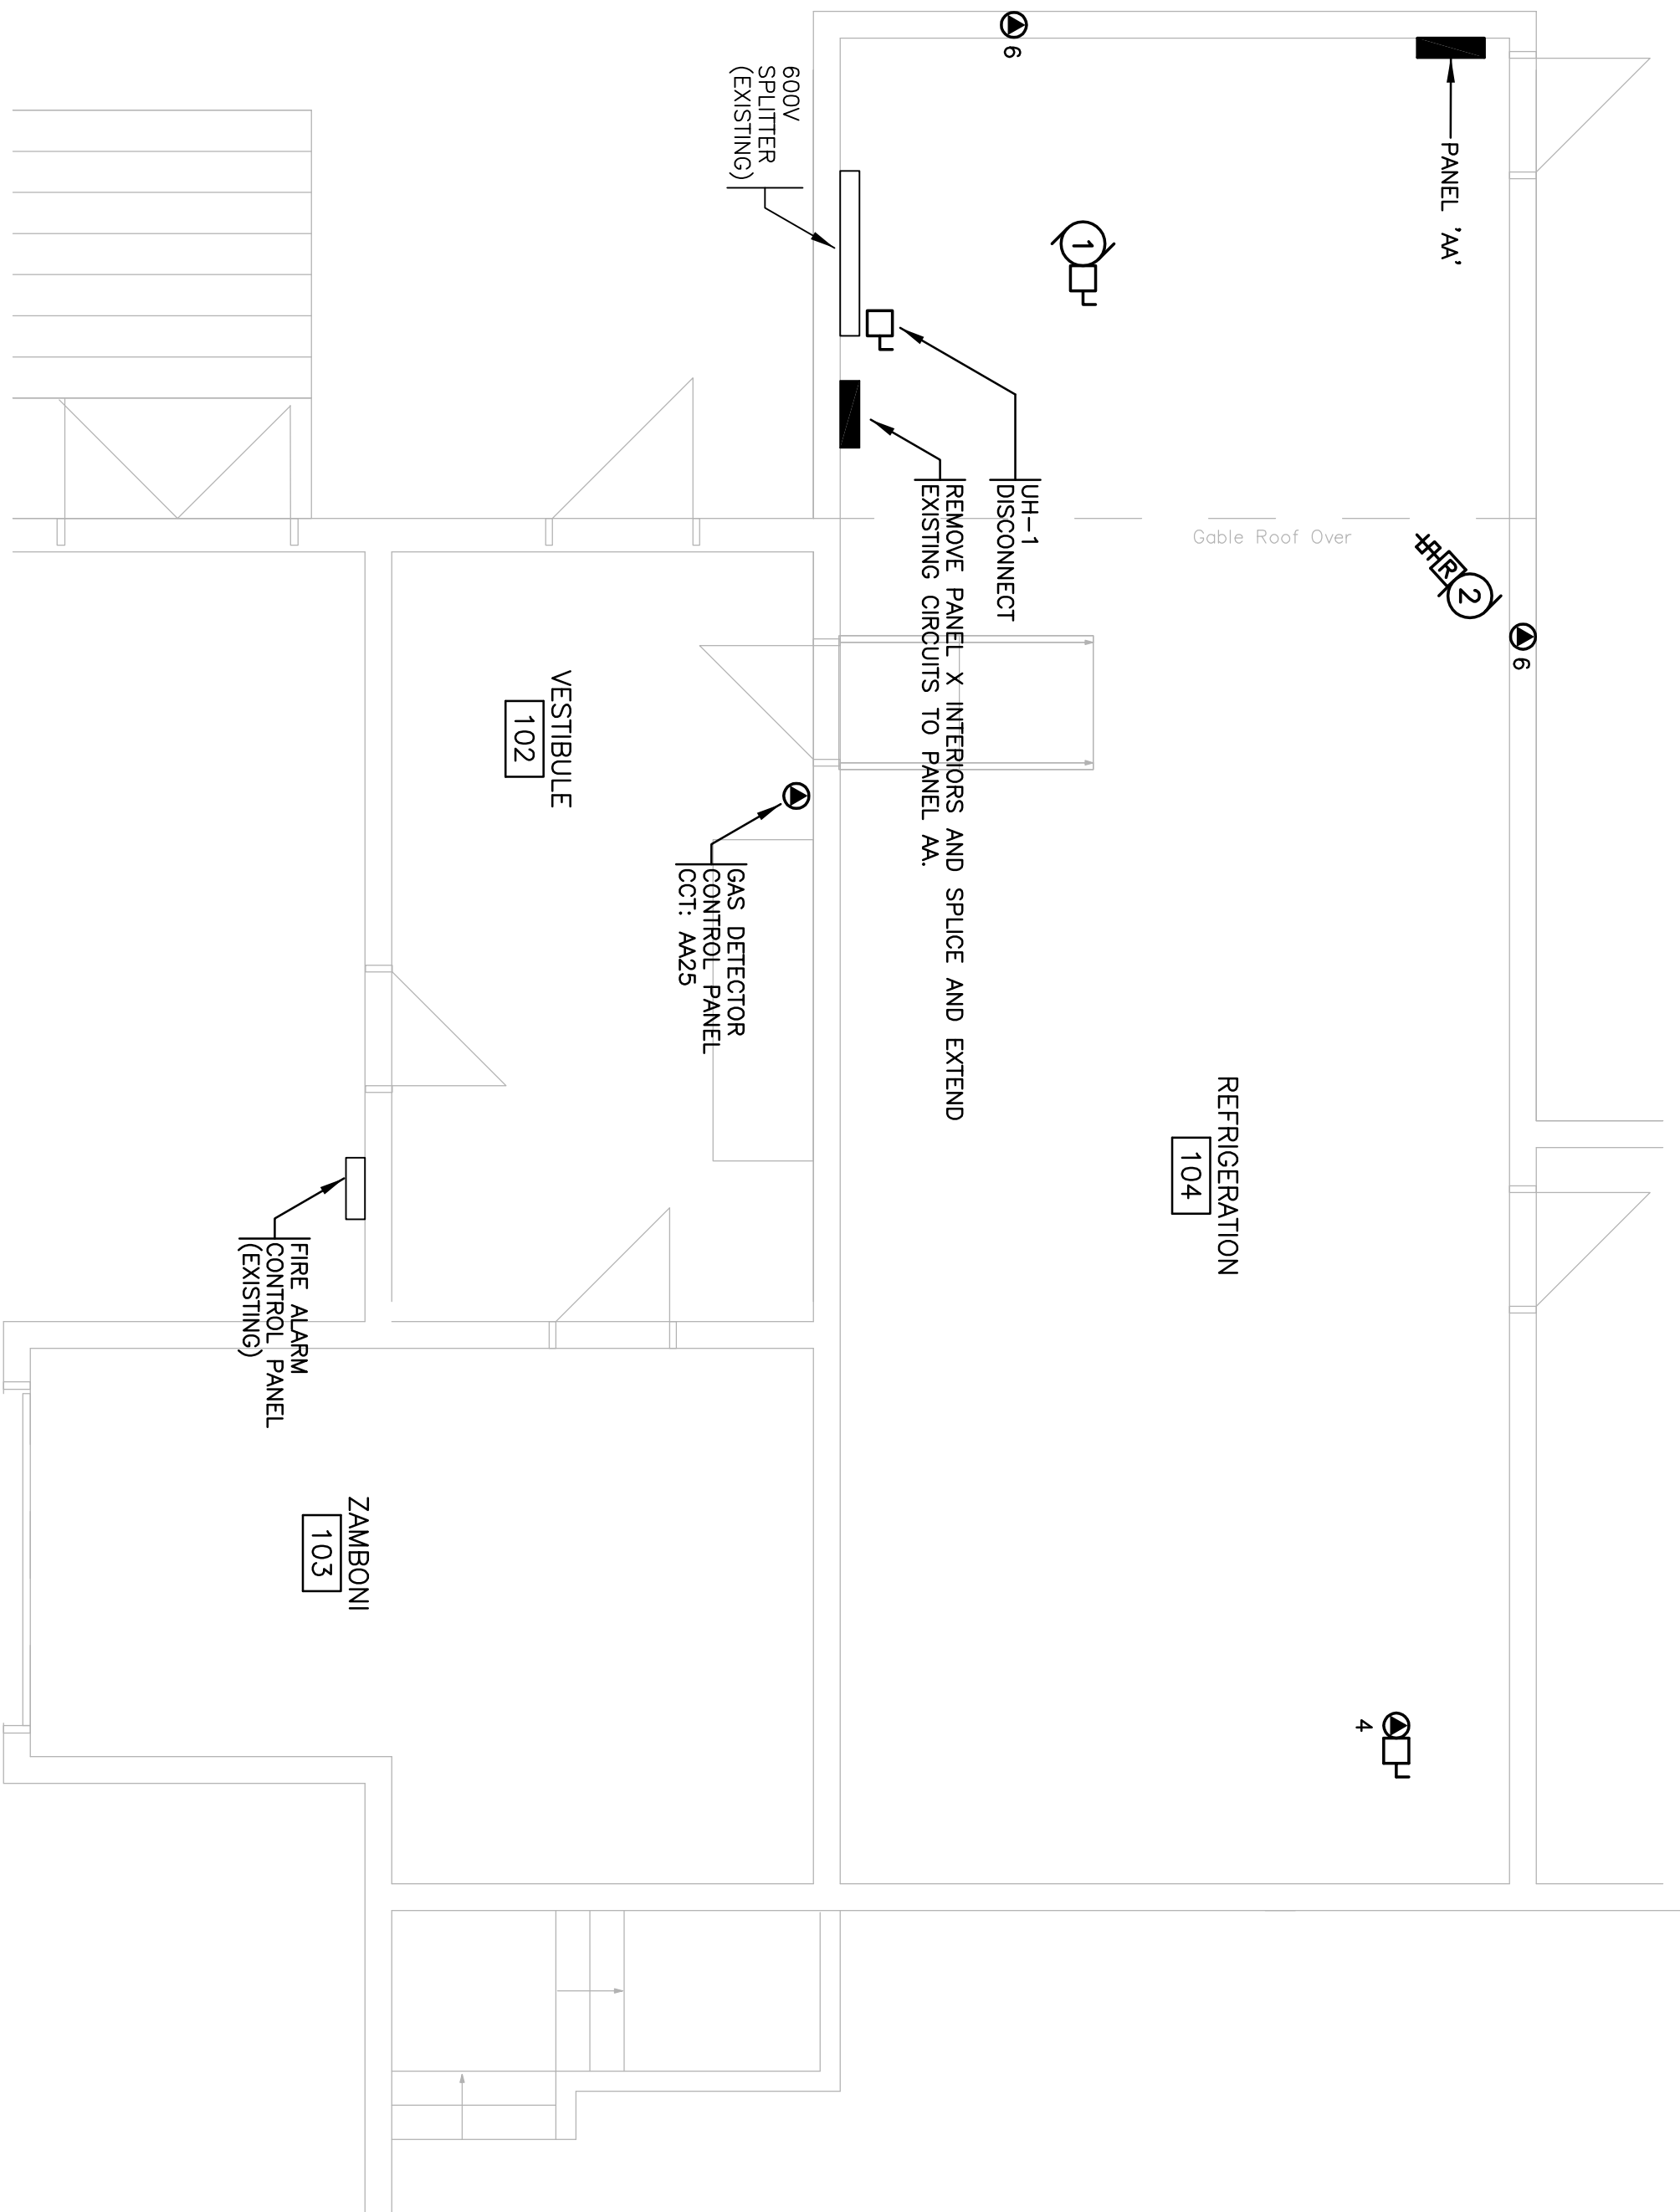 PANEL 'AA'
6
600V
SPLITTER
(EXISTING)
1
UH-1
DISCONNECT
REMOVE PANEL X INTERIORS AND SPLICE AND EXTEND
EXISTING CIRCUITS TO PANEL AA.
Gable Roof Over
R
2
6
VESTIBULE
102
GAS DETECTOR
CONTROL PANEL
CCT: AA25
REFRIGERATION
104
FIRE ALARM
CONTROL PANEL
(EXISTING)
ZAMBONI
103
4